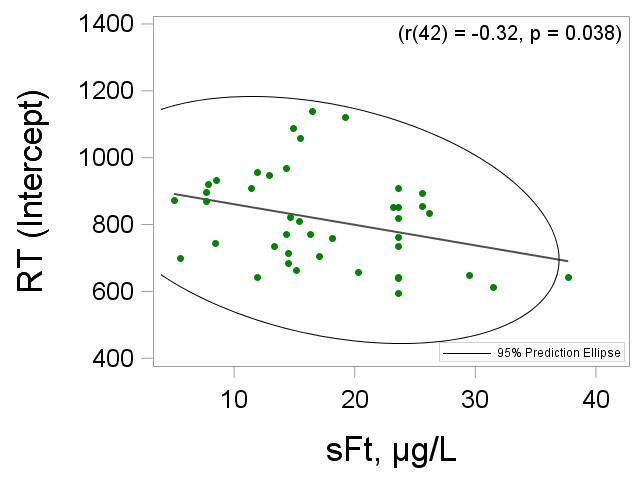 (r(42) = -0.32, p = 0.038)
1400
1200
1000
800
600
400
RT (Intercept)
95% Prediction Ellipse
10 20 30 40
sFt, µg/L